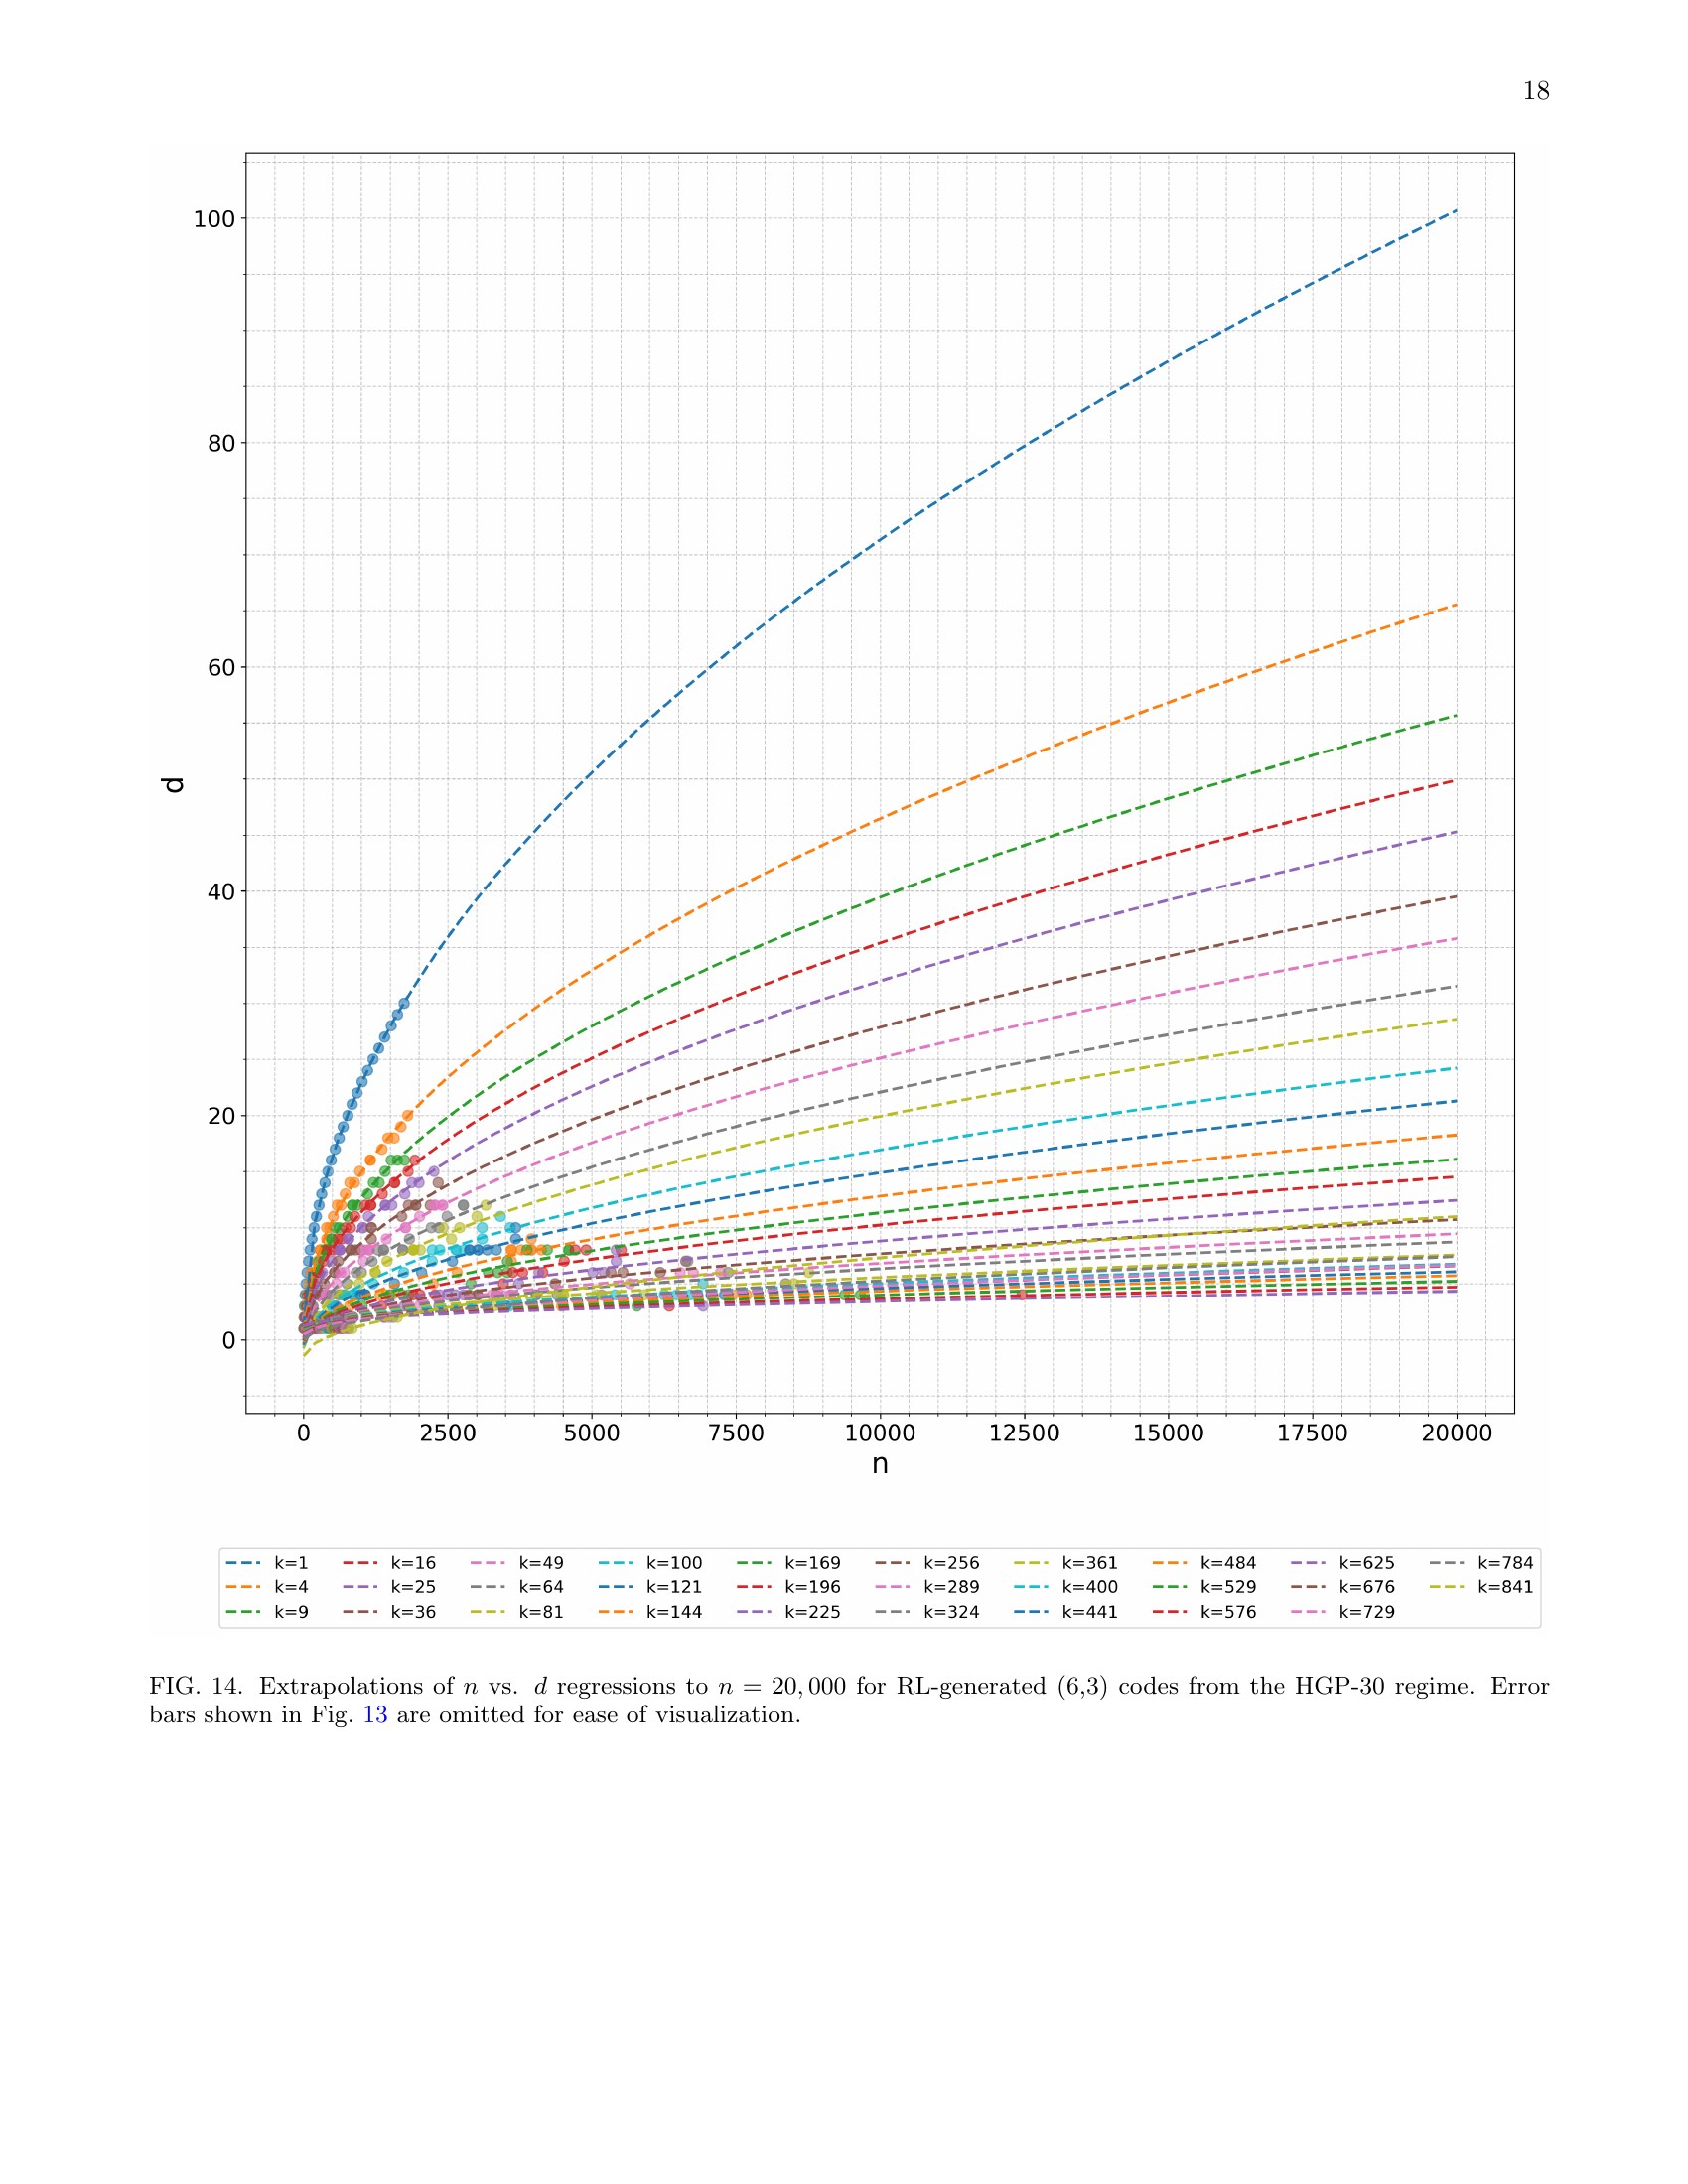 18
100
80
60
40
20
0
d
0 2500 5000 7500 10000 12500 15000 17500 20000
n
k=1 k=16 k=49 k=100 k=169 k=256 k=361 k=484 k=625 k=784
k=4 k=25 k=64 k=121 k=196 k=289 k=400 k=529 k=676 k=841
k=9 k=36 k=81 k=144 k=225 k=324 k=441 k=576 k=729
FIG. 14. Extrapolations of n vs. d regressions to n = 20,000 for RL-generated (6,3) codes from the HGP-30 regime. Error
bars shown in Fig. 13 are omitted for ease of visualization.